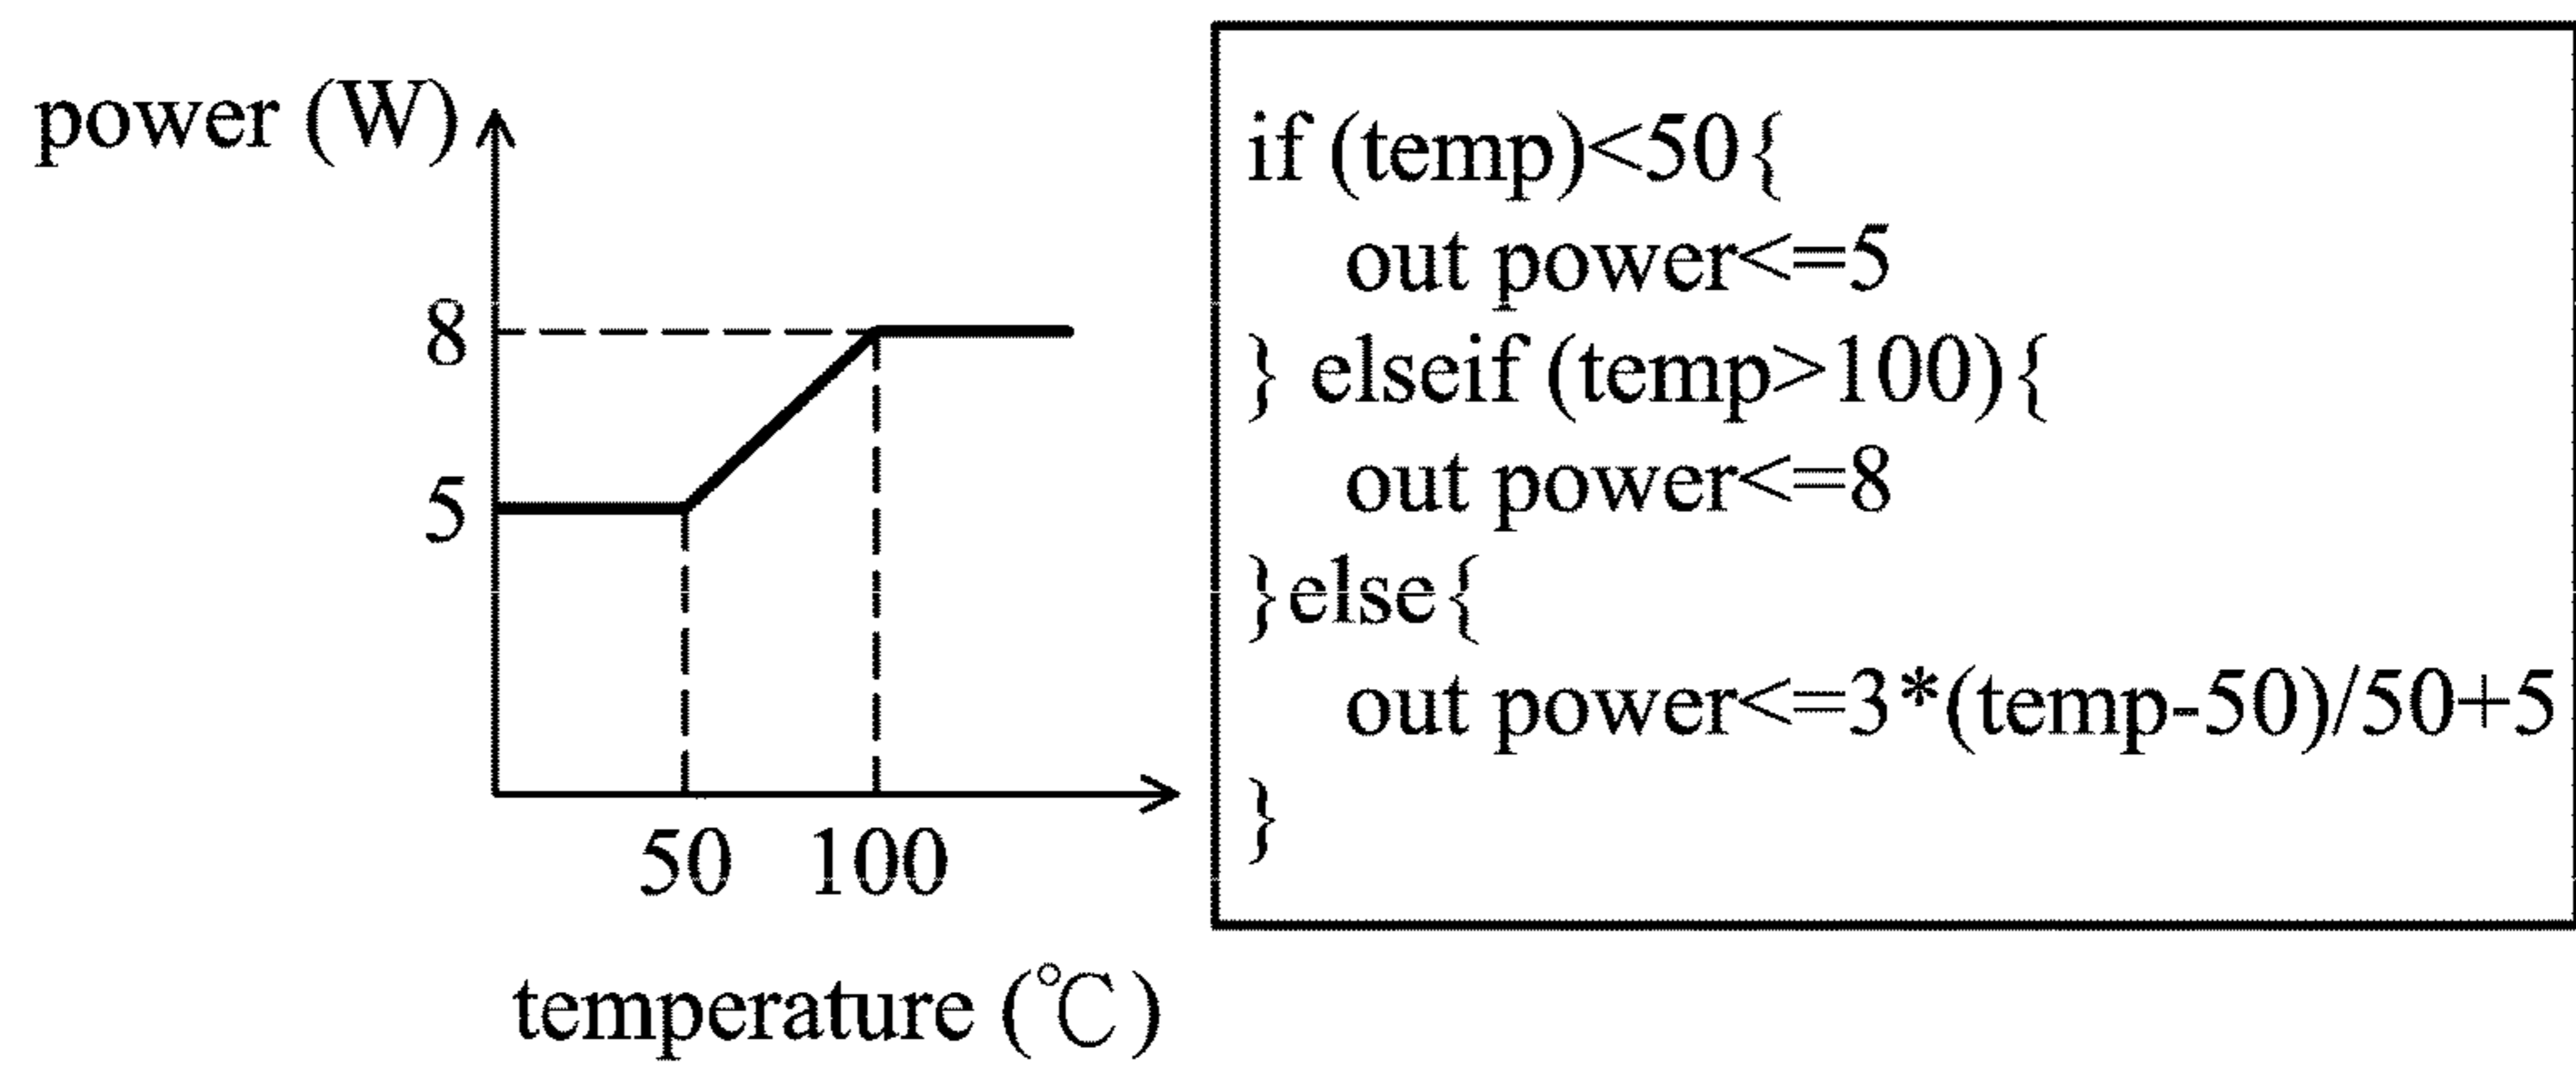 power (W)
8
5
50 100
temperature (℃)
if (temp)<50{
out power<=5
} elseif (temp>100){
out power<=8
}else{
out power<=3*(temp-50)/50+5
}